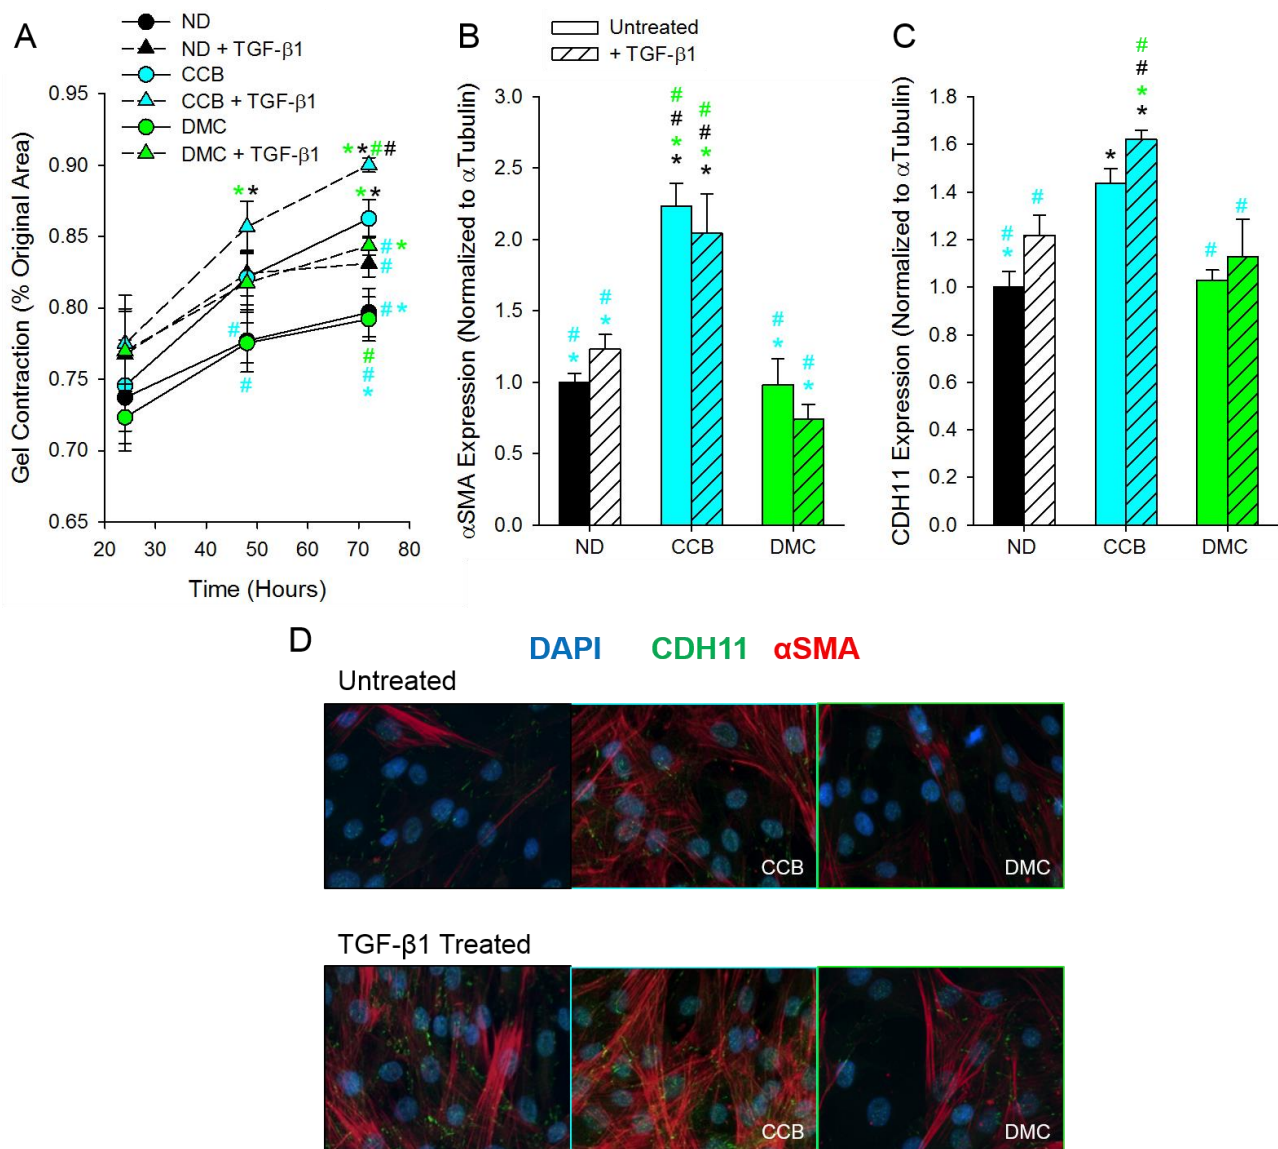 A
ND
ND + TGF-β1
CCB
CCB + TGF-β1
DMC
DMC + TGF-β1
Gel Contraction (% Original Area)
0.95
0.90
0.85
0.80
0.75
0.70
0.65
20 30 40 50 60 70 80
Time (Hours)
* *
* * # #
* *
# *
#
# *
#
#
#
#
*
B
Untreated
+ TGF-β1
αSMA Expression (Normalized to αTubulin)
3.0
2.5
2.0
1.5
1.0
0.5
0.0
#
*
#
*
#
#
*
*
#
#
*
*
#
*
#
*
ND CCB DMC
C
CDH11 Expression (Normalized to αTubulin)
1.8
1.6
1.4
1.2
1.0
0.8
0.6
0.4
0.2
0.0
#
*
#
*
#
#
*
*
#
#
ND CCB DMC
D
DAPI CDH11 αSMA
Untreated
CCB
DMC
TGF-β1 Treated
CCB
DMC